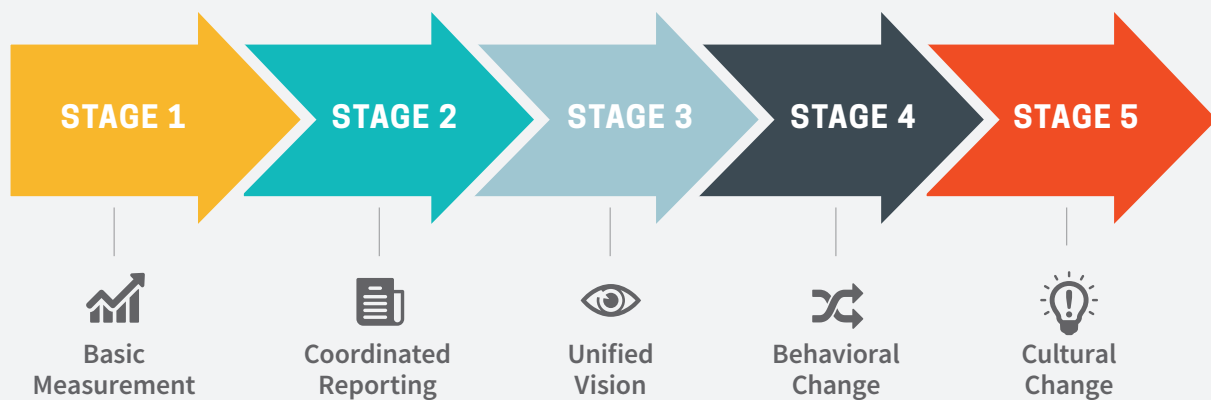 STAGE 1
STAGE 2
STAGE 3
STAGE 4
STAGE 5
Basic
Measurement
Coordinated
Reporting
Unified
Vision
Behavioral
Change
Cultural
Change